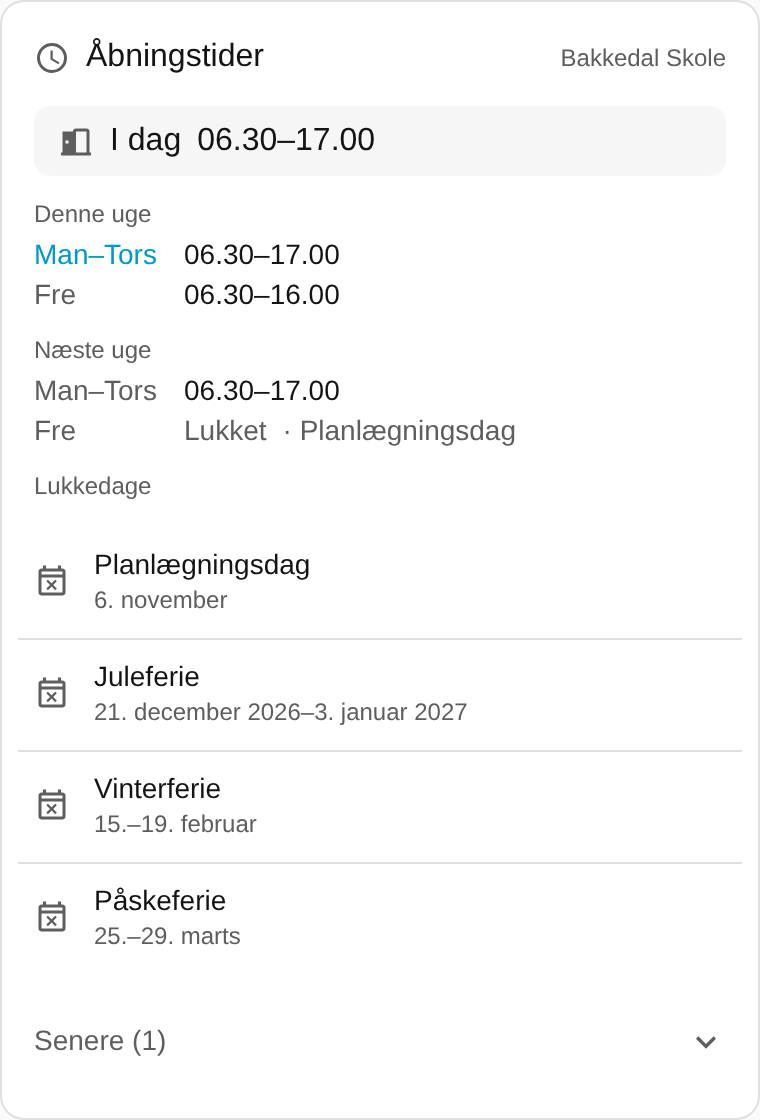 Åbningstider
Bakkedal Skole
I dag 06.30–17.00
Denne uge
Man–Tors 06.30–17.00
Fre 06.30–16.00
Næste uge
Man–Tors 06.30–17.00
Fre Lukket · Planlægningsdag
Lukkedage
Planlægningsdag
6. november
Juleferie
21. december 2026–3. januar 2027
Vinterferie
15.–19. februar
Påskeferie
25.–29. marts
Senere (1)